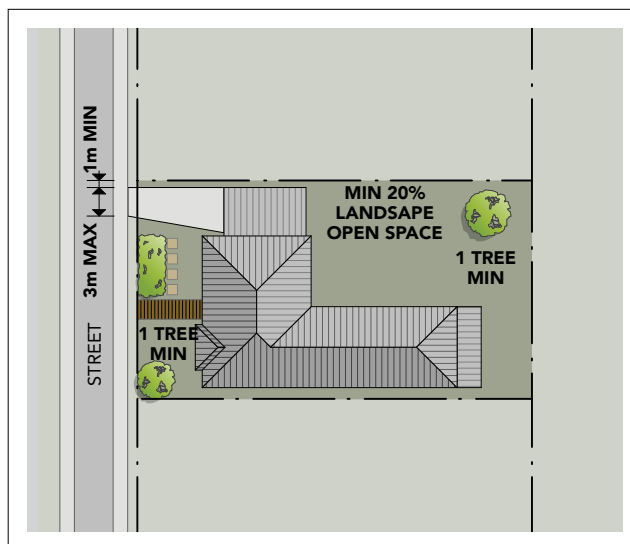 1m MIN
3m MAX
STREET
MIN 20%
LANDSAPE
OPEN SPACE
1 TREE
MIN
1 TREE
MIN